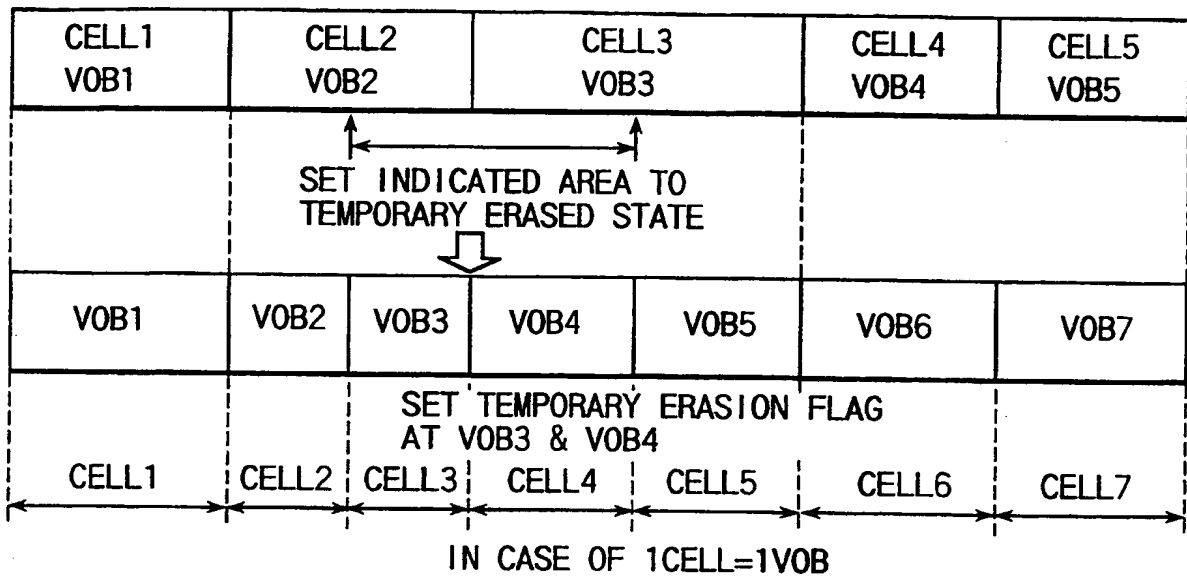 CELL1 CELL2 CELL3 CELL4 CELL5
VOB1 VOB2 VOB3 VOB4 VOB5
SET INDICATED AREA TO
TEMPORARY ERASED STATE
VOB1 VOB2 VOB3 VOB4 VOB5 VOB6 VOB7
SET TEMPORARY ERASION FLAG
AT VOB3 & VOB4
CELL1 CELL2 CELL3 CELL4 CELL5 CELL6 CELL7
IN CASE OF 1CELL=1VOB